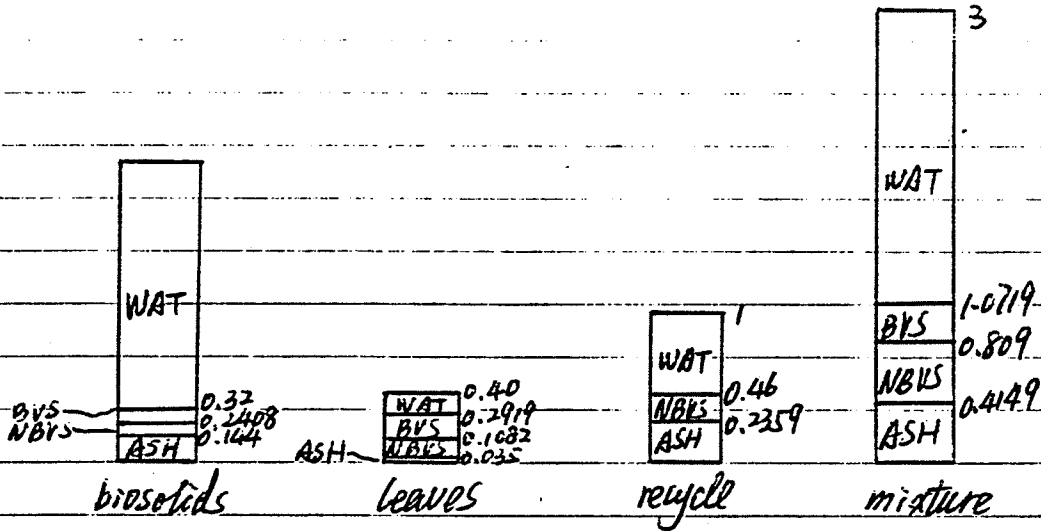 3
WAT
1.0719
BVS
0.809
NBVS
0.4149
ASH
mixture
1
WAT
0.46
NBVS
0.2359
ASH
recycle
0.40
WAT
0.2919
BVS
0.1082
NBVS
0.035
ASH
leaves
WAT
0.32
BVS
0.2408
NBVS
0.144
ASH
biosolids